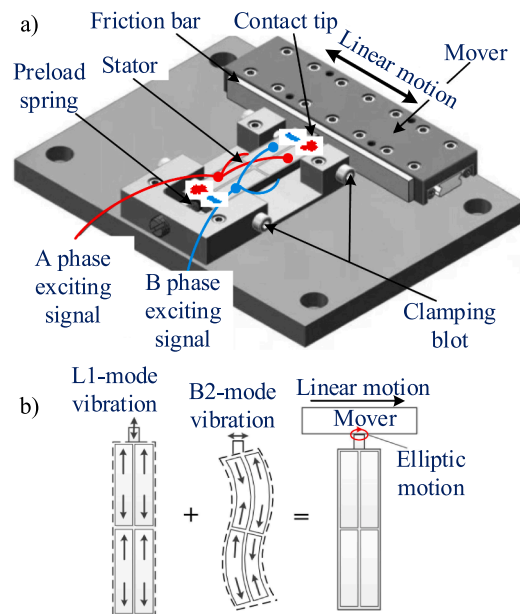 a)
Friction bar
Contact tip
Stator
Linear motion
Mover
Preload
spring
A phase
exciting
signal
B phase
exciting
signal
Clamping
blot
b)
L1-mode
vibration
B2-mode
vibration
Linear motion
Mover
Elliptic
motion
+
=